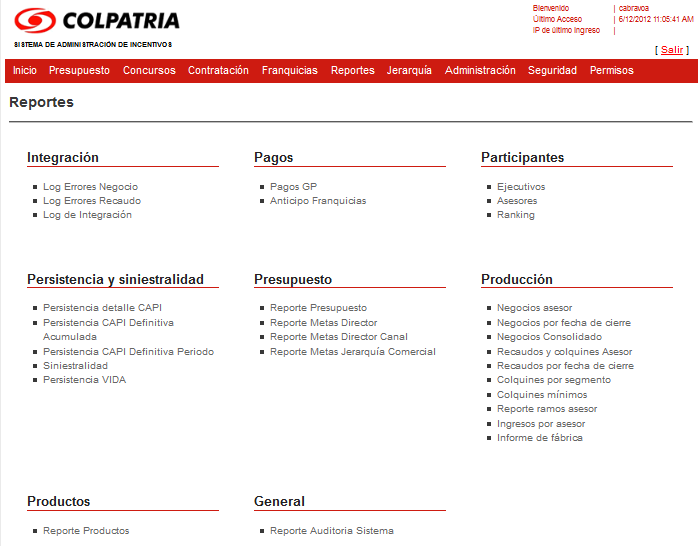 COLPATRIA
SISTEMA DE ADMINISTRACIÓN DE INCENTIVOS
Bienvenido | cabravoa
Último Acceso | 6/12/2012 11:05:41 AM
IP de último Ingreso |
[ Salir ]
Inicio Presupuesto Concursos Contratación Franquicias Reportes Jerarquía Administración Seguridad Permisos
Reportes
Integración
Log Errores Negocio
Log Errores Recaudo
Log de Integración
Pagos
Pagos GP
Anticipo Franquicias
Participantes
Ejecutivos
Asesores
Ranking
Persistencia y siniestralidad
Persistencia detalle CAPI
Persistencia CAPI Definitiva
Acumulada
Persistencia CAPI Definitiva Periodo
Siniestralidad
Persistencia VIDA
Presupuesto
Reporte Presupuesto
Reporte Metas Director
Reporte Metas Director Canal
Reporte Metas Jerarquía Comercial
Producción
Negocios asesor
Negocios por fecha de cierre
Negocios Consolidado
Recaudos y colquines Asesor
Recaudos por fecha de cierre
Colquines por segmento
Colquines mínimos
Reporte ramos asesor
Ingresos por asesor
Informe de fábrica
Productos
Reporte Productos
General
Reporte Auditoria Sistema